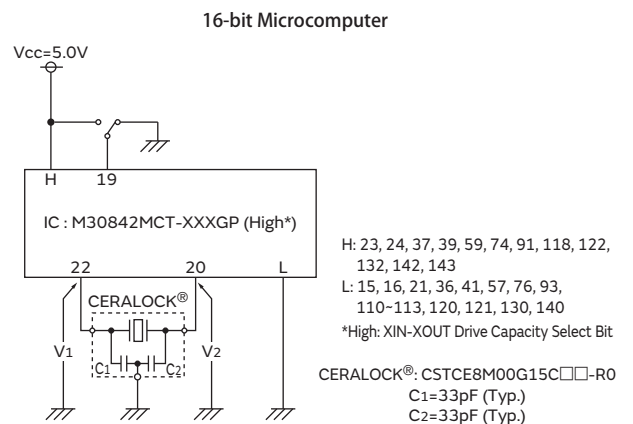 16-bit Microcomputer
Vcc=5.0V
H 19
IC : M30842MCT-XXXGP (High*)
22 20 L
CERALOCK®
V1 V2
C1 C2
H: 23, 24, 37, 39, 59, 74, 91, 118, 122,
132, 142, 143
L: 15, 16, 21, 36, 41, 57, 76, 93,
110~113, 120, 121, 130, 140
*High: XIN-XOUT Drive Capacity Select Bit
CERALOCK®: CSTCE8M00G15C□□-R0
C1=33pF (Typ.)
C2=33pF (Typ.)